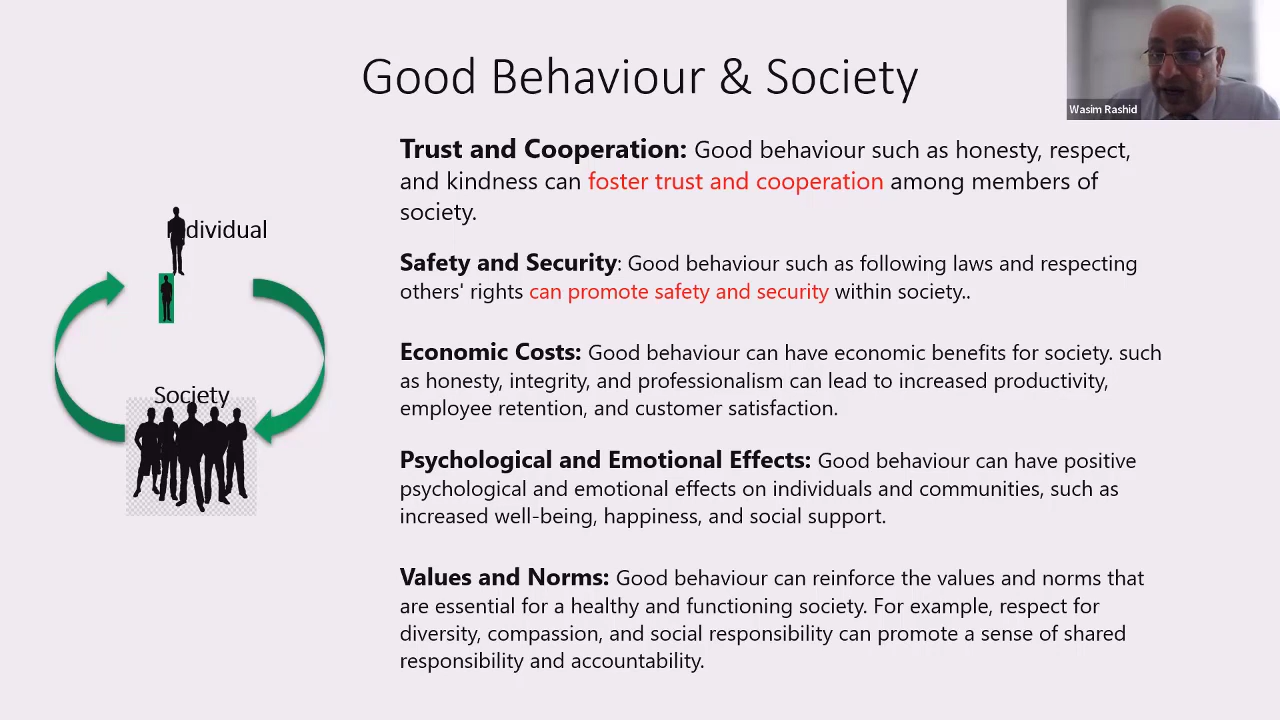 Good Behaviour & Society
Wasim Rashid
Trust and Cooperation: Good behaviour such as honesty, respect,
and kindness can foster trust and cooperation among members of
society.
dividual
Safety and Security: Good behaviour such as following laws and respecting
others' rights can promote safety and security within society..
Economic Costs: Good behaviour can have economic benefits for society. such
as honesty, integrity, and professionalism can lead to increased productivity,
employee retention, and customer satisfaction.
Society
Psychological and Emotional Effects: Good behaviour can have positive
psychological and emotional effects on individuals and communities, such as
increased well-being, happiness, and social support.
Values and Norms: Good behaviour can reinforce the values and norms that
are essential for a healthy and functioning society. For example, respect for
diversity, compassion, and social responsibility can promote a sense of shared
responsibility and accountability.